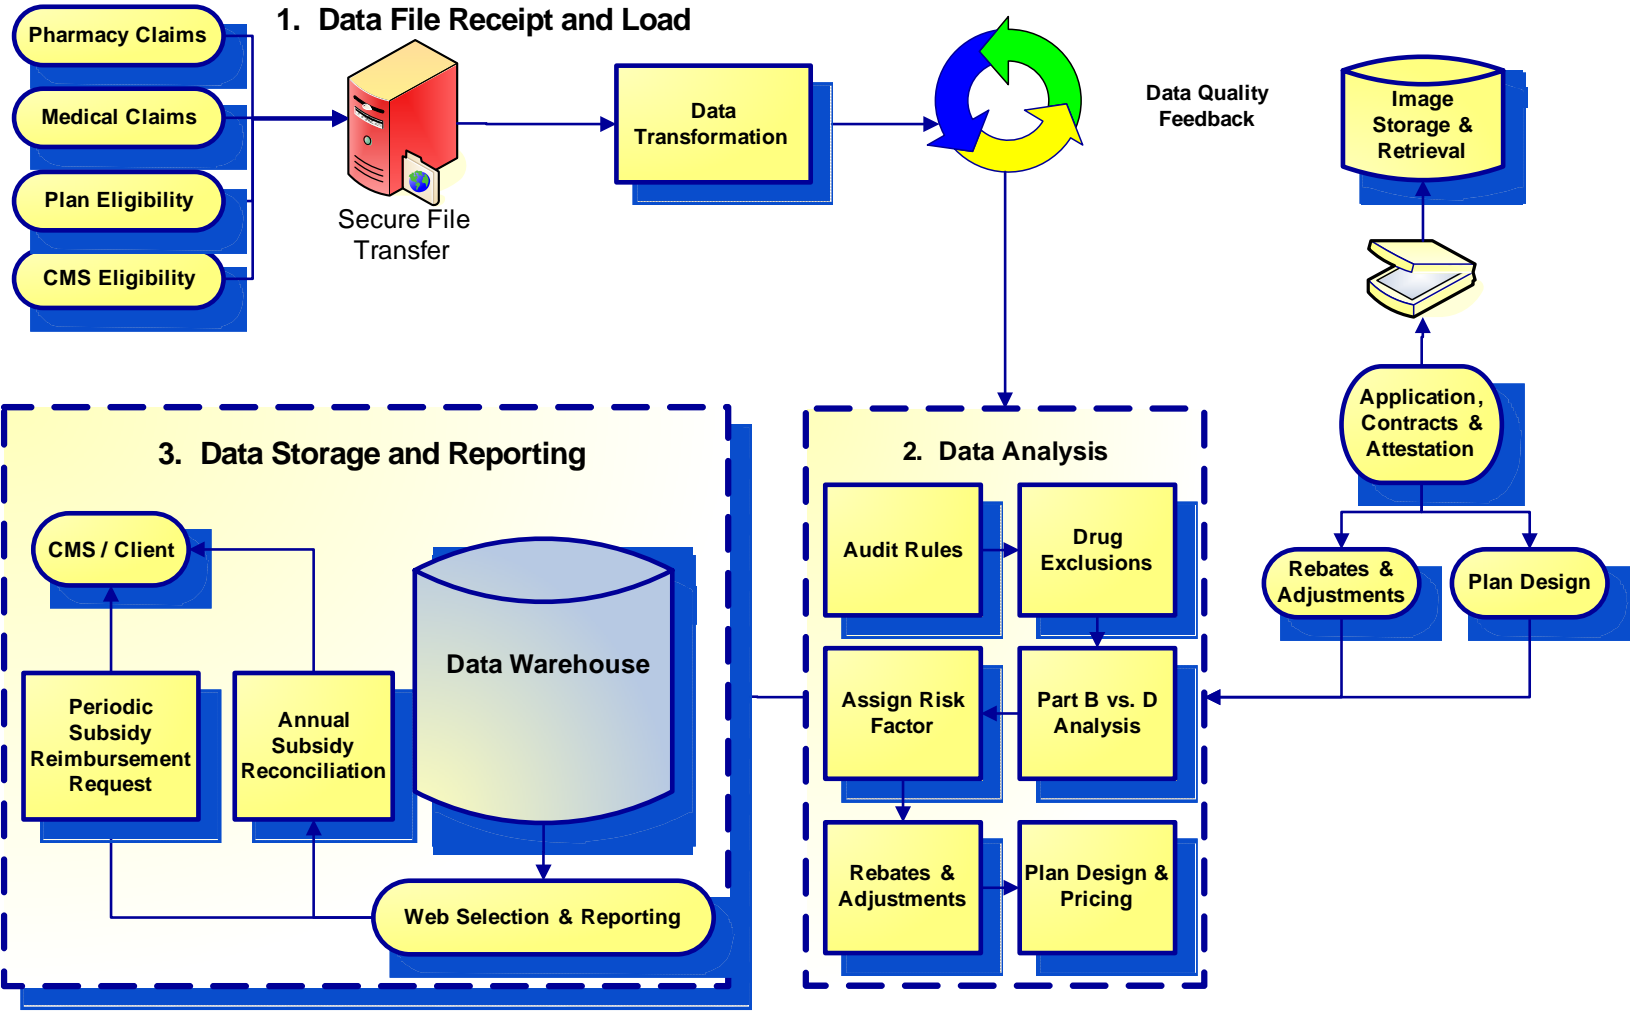 1. Data File Receipt and Load
Pharmacy Claims
Medical Claims
Plan Eligibility
CMS Eligibility
Secure File
Transfer
Data
Transformation
Data Quality
Feedback
Image
Storage &
Retrieval
Application,
Contracts &
Attestation
Rebates &
Adjustments
Plan Design
2. Data Analysis
Audit Rules
Drug
Exclusions
Assign Risk
Factor
Part B vs. D
Analysis
Rebates &
Adjustments
Plan Design &
Pricing
3. Data Storage and Reporting
CMS / Client
Data Warehouse
Periodic
Subsidy
Reimbursement
Request
Annual
Subsidy
Reconciliation
Web Selection & Reporting